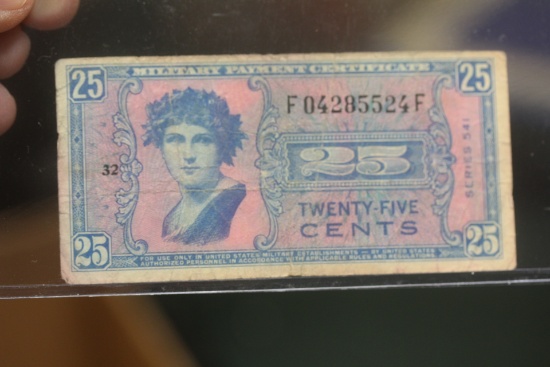 25 MILITARY PAYMENT CERTIFICATE 25
F04285524F
32
25
SERIES 541
TWENTY-FIVE
CENTS
25 25
FOR USE ONLY IN UNITED STATES MILITARY ESTABLISHMENTS — BY UNITED STATES
AUTHORIZED PERSONNEL IN ACCORDANCE WITH APPLICABLE RULES AND REGULATIONS